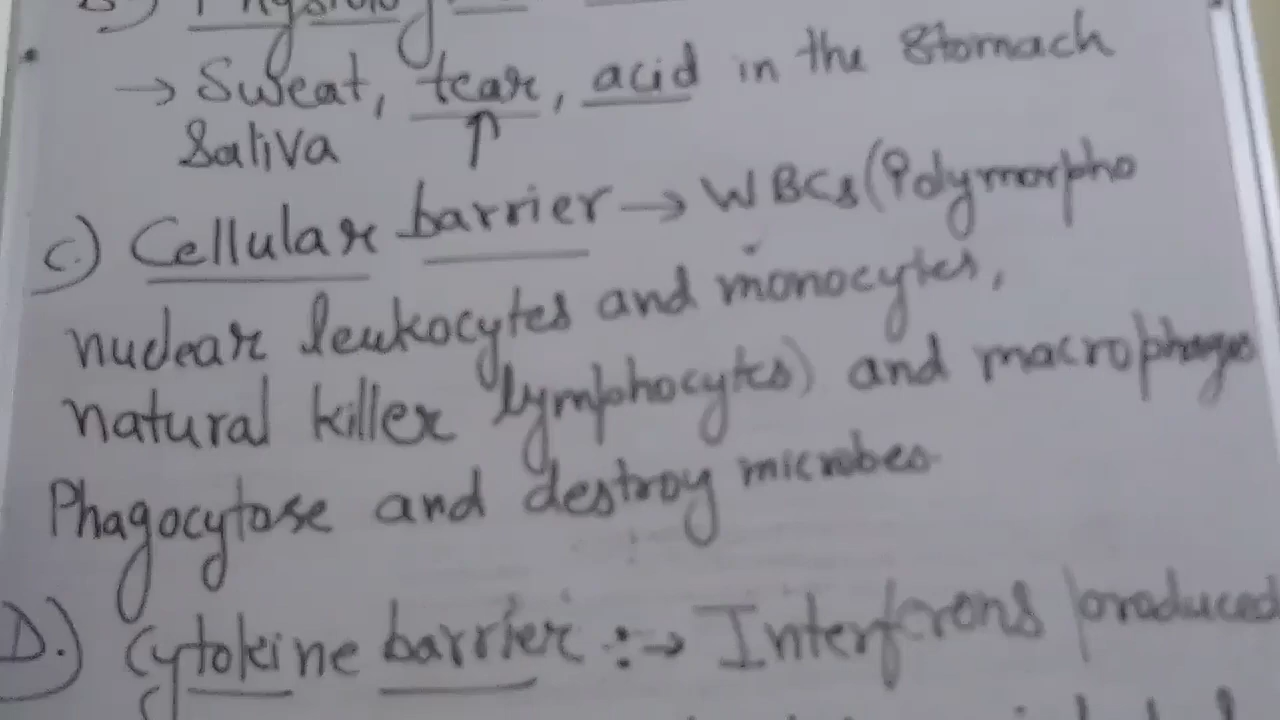 B.) Physiolog
→ Sweat, tear, acid in the stomach
Saliva ↑
C.) Cellular barrier → WBCs (Polymorpho
nuclear leukocytes and monocytes,
natural killer lymphocytes) and macrophages
Phagocytose and destroy microbes.
D.) Cytokine barrier :→ Interferons produced